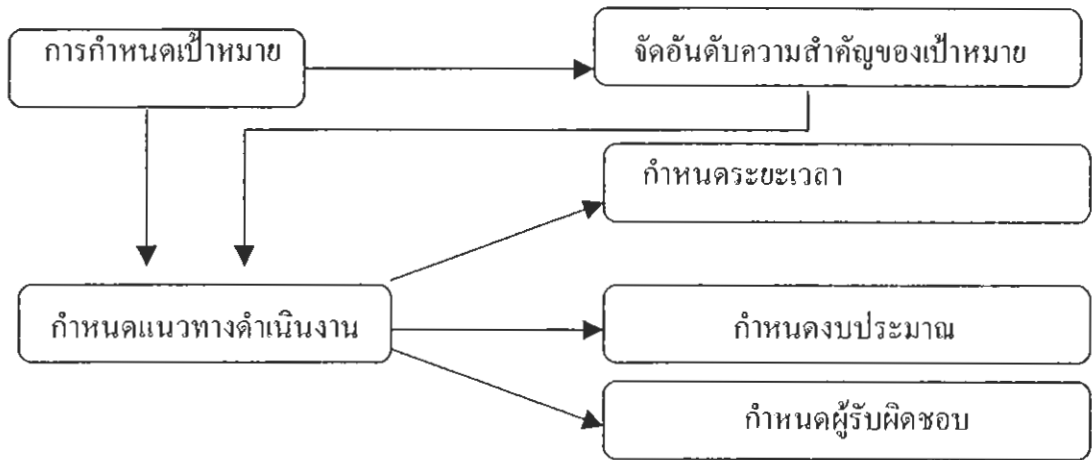 การกำหนดเป้าหมาย
จัดอันดับความสำคัญของเป้าหมาย
กำหนดระยะเวลา
กำหนดแนวทางดำเนินงาน
กำหนดงบประมาณ
กำหนดผู้รับผิดชอบ